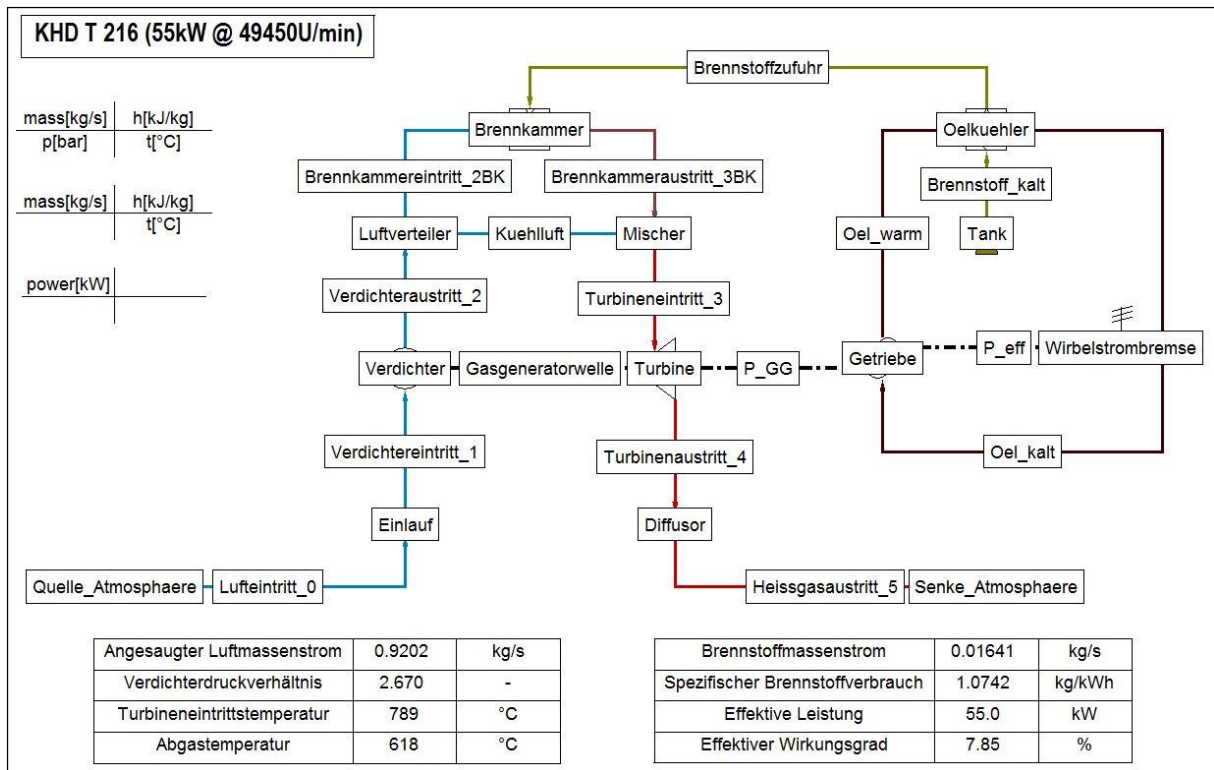 KHD T 216 (55kW @ 49450U/min)
Brennstoffzufuhr
mass[kg/s] h[kJ/kg]
p[bar] t[°C]
Brennkammer
Oelkuehler
Brennkammereintritt_2BK
Brennkammeraustritt_3BK
Brennstoff_kalt
mass[kg/s] h[kJ/kg]
t[°C]
Luftverteiler
Kuehlluft
Mischer
Oel_warm
Tank
power[kW]
Verdichteraustritt_2
Turbineneintritt_3
Verdichter
Gasgeneratorwelle
Turbine
P_GG
Getriebe
P_eff
Wirbelstrombremse
Verdichtereintritt_1
Turbinenaustritt_4
Oel_kalt
Einlauf
Diffusor
Quelle_Atmosphaere
Lufteintritt_0
Heissgasaustritt_5
Senke_Atmosphaere
Angesaugter Luftmassenstrom 0.9202 kg/s
Verdichterdruckverhältnis 2.670 -
Turbineneintrittstemperatur 789 °C
Abgastemperatur 618 °C
Brennstoffmassenstrom 0.01641 kg/s
Spezifischer Brennstoffverbrauch 1.0742 kg/kWh
Effektive Leistung 55.0 kW
Effektiver Wirkungsgrad 7.85 %